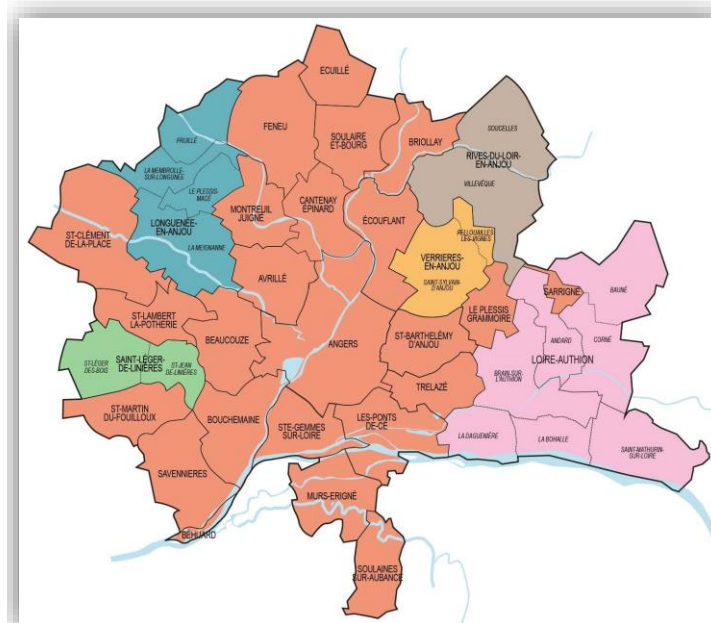 ECUILLÉ
FENEU
SOULAIRE
ET-BOURG
BRIOLLAY
SOUCELLES
RIVES-DU-LOIR-
EN-ANJOU
VILLEVÊQUE
PRUILLÉ
LA MEMBROLLE-
SUR-LONGUNÉE
LE PLESSIS-
MACÉ
LONGUENÉE-
EN-ANJOU
LA MEIGNANNE
MONTREUIL
JUIGNÉ
CANTENAY
ÉPINARD
ÉCOUFLANT
PELLOUAILLES
LES-VIGNES
VERRIERES-
EN-ANJOU
SAINT-SYLVAIN
D'ANJOU
ST-CLÉMENT
DE-LA-PLACE
AVRILLÉ
SARRIGNÉ
BAUNÉ
LE PLESSIS
GRAMMOIRE
ST-LAMBERT
LA-POTHERIE
BEAUCOUZE
ANGERS
ST-BARTHELÉMY
D'ANJOU
ANDARD
CORNÉ
LOIRE-AUTHION
BRAIN-SUR-
L'AUTHION
ST-LÉGER
DES-BOIS
SAINT-LÉGER-
DE-LINIÈRES
ST-JEAN
DE-LINIÈRES
TRELAZÉ
ST-MARTIN
DU-FOUILLOUX
BOUCHEMAINE
STE-GEMMES
SUR-LOIRE
LES-PONTS
DE-CÉ
LA DAGUENIÈRE
LA BOHALLE
SAINT-MATHURIN-
SUR-LOIRE
SAVENNIERES
MURS-ERIGNÉ
BÉHUARD
SOULAINES
SUR-AUBANCE